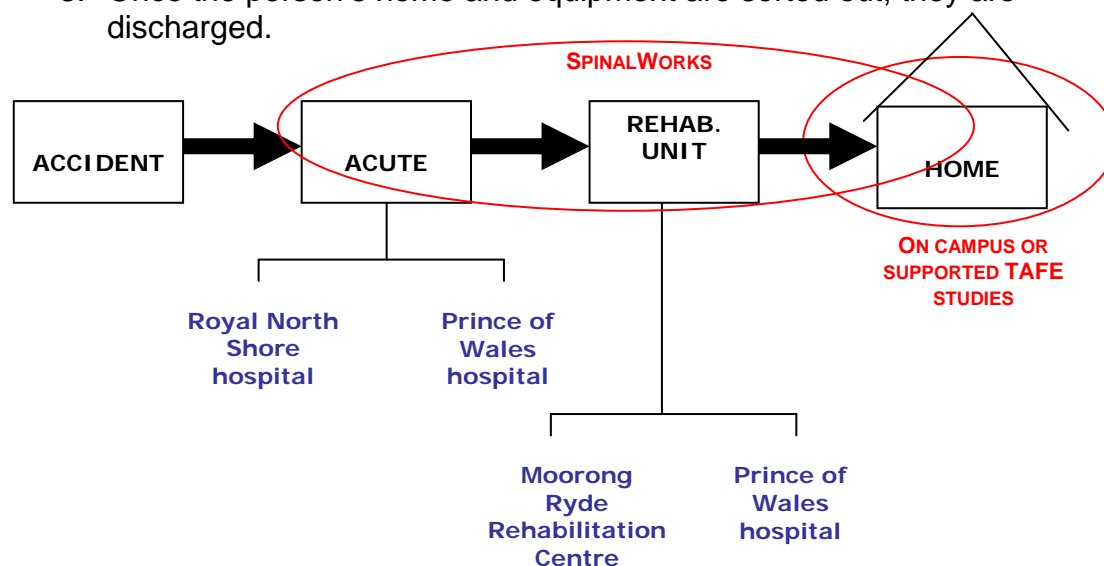 discharged.
SPINALWORKS
ACCIDENT
ACUTE
REHAB.
UNIT
HOME
ON CAMPUS OR
SUPPORTED TAFE
STUDIES
Royal North
Shore
hospital
Prince of
Wales
hospital
Moorong
Ryde
Rehabilitation
Centre
Prince of
Wales
hospital